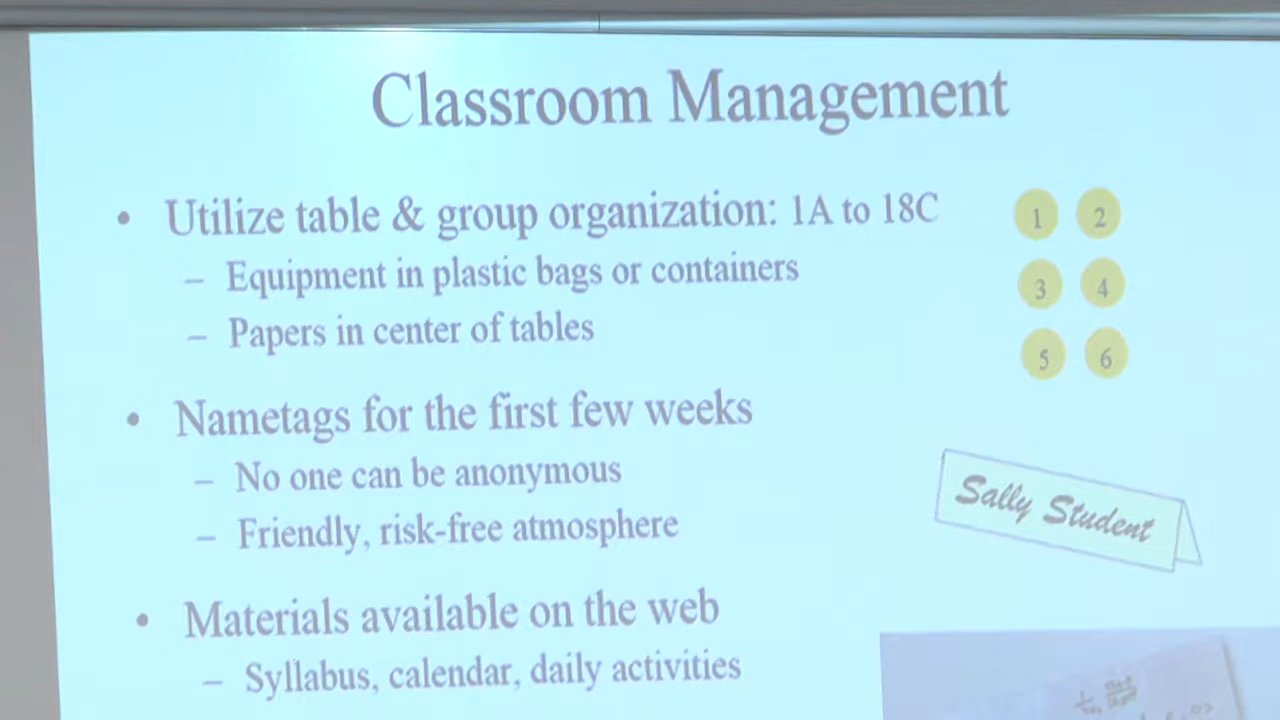 Classroom Management
• Utilize table & group organization: 1A to 18C
– Equipment in plastic bags or containers
– Papers in center of tables
1 2
3 4
5 6
• Nametags for the first few weeks
– No one can be anonymous
– Friendly, risk-free atmosphere
Sally Student
• Materials available on the web
– Syllabus, calendar, daily activities